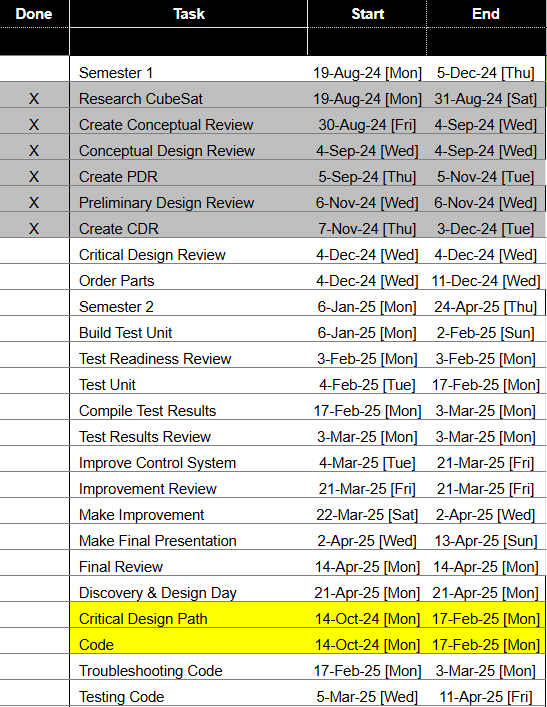 Done Task Start End
Semester 1 19-Aug-24 [Mon] 5-Dec-24 [Thu]
X Research CubeSat 19-Aug-24 [Mon] 31-Aug-24 [Sat]
X Create Conceptual Review 30-Aug-24 [Fri] 4-Sep-24 [Wed]
X Conceptual Design Review 4-Sep-24 [Wed] 4-Sep-24 [Wed]
X Create PDR 5-Sep-24 [Thu] 5-Nov-24 [Tue]
X Preliminary Design Review 6-Nov-24 [Wed] 6-Nov-24 [Wed]
X Create CDR 7-Nov-24 [Thu] 3-Dec-24 [Tue]
Critical Design Review 4-Dec-24 [Wed] 4-Dec-24 [Wed]
Order Parts 4-Dec-24 [Wed] 11-Dec-24 [Wed]
Semester 2 6-Jan-25 [Mon] 24-Apr-25 [Thu]
Build Test Unit 6-Jan-25 [Mon] 2-Feb-25 [Sun]
Test Readiness Review 3-Feb-25 [Mon] 3-Feb-25 [Mon]
Test Unit 4-Feb-25 [Tue] 17-Feb-25 [Mon]
Compile Test Results 17-Feb-25 [Mon] 3-Mar-25 [Mon]
Test Results Review 3-Mar-25 [Mon] 3-Mar-25 [Mon]
Improve Control System 4-Mar-25 [Tue] 21-Mar-25 [Fri]
Improvement Review 21-Mar-25 [Fri] 21-Mar-25 [Fri]
Make Improvement 22-Mar-25 [Sat] 2-Apr-25 [Wed]
Make Final Presentation 2-Apr-25 [Wed] 13-Apr-25 [Sun]
Final Review 14-Apr-25 [Mon] 14-Apr-25 [Mon]
Discovery & Design Day 21-Apr-25 [Mon] 21-Apr-25 [Mon]
Critical Design Path 14-Oct-24 [Mon] 17-Feb-25 [Mon]
Code 14-Oct-24 [Mon] 17-Feb-25 [Mon]
Troubleshooting Code 17-Feb-25 [Mon] 3-Mar-25 [Mon]
Testing Code 5-Mar-25 [Wed] 11-Apr-25 [Fri]